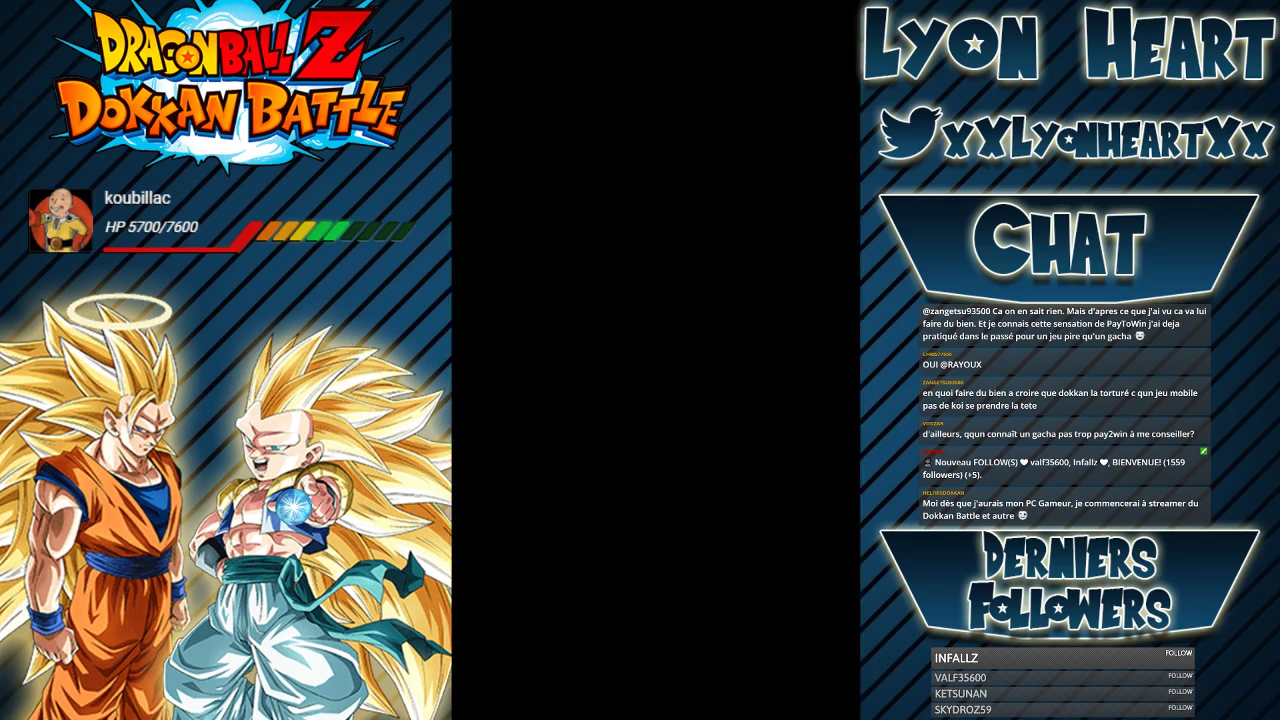 DRAGON BALL Z
DOKKAN BATTLE
koubillac
HP 5700/7600
LYON HEART
xXLYONHEARTXx
CHAT
@zangetsu93500 Ca on en sait rien. Mais d'apres ce que j'ai vu ca va lui
faire du bien. Et je connais cette sensation de PayToWin j'ai deja
pratiqué dans le passé pour un jeu pire qu'un gacha
OUI @RAYOUX
ZANGETSU93500
en quoi faire du bien a croire que dokkan la torturé c qun jeu mobile
pas de koi se prendre la tete
d'ailleurs, qqun connaît un gacha pas trop pay2win à me conseiller?
Nouveau FOLLOW(S) ♥ valf35600, Infallz ♥, BIENVENUE! (1559
followers) (+5).
HELTIREDOKKAN
Moi dès que j'aurais mon PC Gameur, je commencerai à streamer du
Dokkan Battle et autre
DERNIERS
FOLLOWERS
INFALLZ FOLLOW
VALF35600 FOLLOW
KETSUNAN FOLLOW
SKYDROZ59 FOLLOW